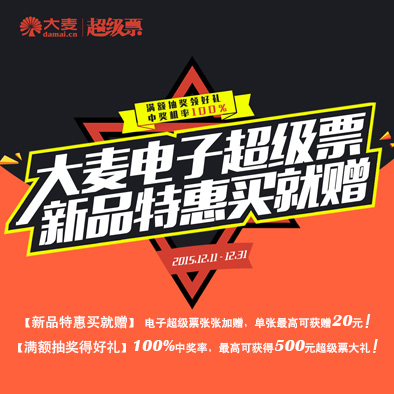 大麦 超级票
damai.cn
满额抽奖领好礼
中奖机率100%
大麦电子超级票
新品特惠买就赠
2015.12.11-12.31
【新品特惠买就赠】 电子超级票张张加赠，单张最高可获赠20元！
【满额抽奖得好礼】 100%中奖率，最高可获得500元超级票大礼！